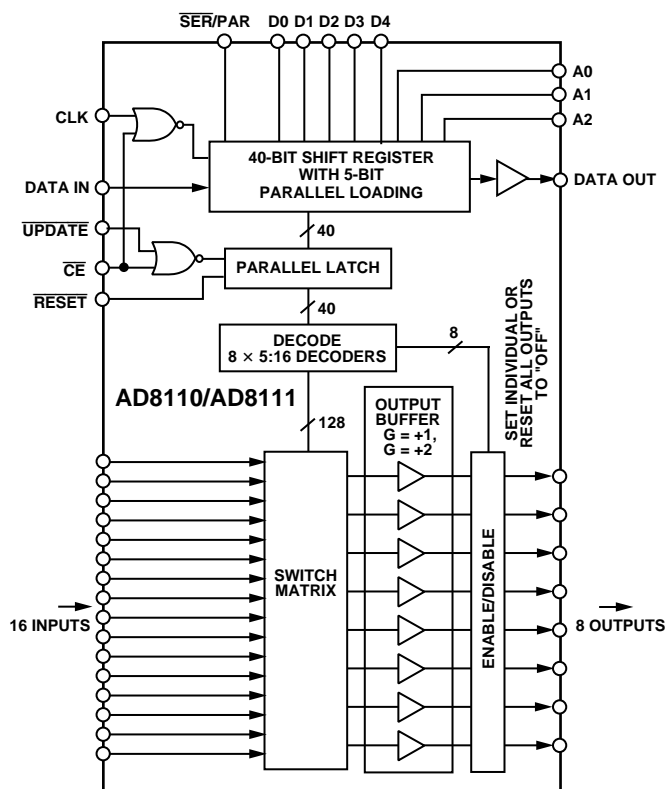 SER/PAR D0 D1 D2 D3 D4
A0
A1
A2
CLK
40-BIT SHIFT REGISTER
WITH 5-BIT
PARALLEL LOADING
DATA IN
DATA OUT
40
UPDATE
CE
RESET
PARALLEL LATCH
40
DECODE
8 × 5:16 DECODERS
8
SET INDIVIDUAL OR
RESET ALL OUTPUTS
TO "OFF"
AD8110/AD8111
128
OUTPUT
BUFFER
G = +1,
G = +2
SWITCH
MATRIX
ENABLE/DISABLE
16 INPUTS
8 OUTPUTS